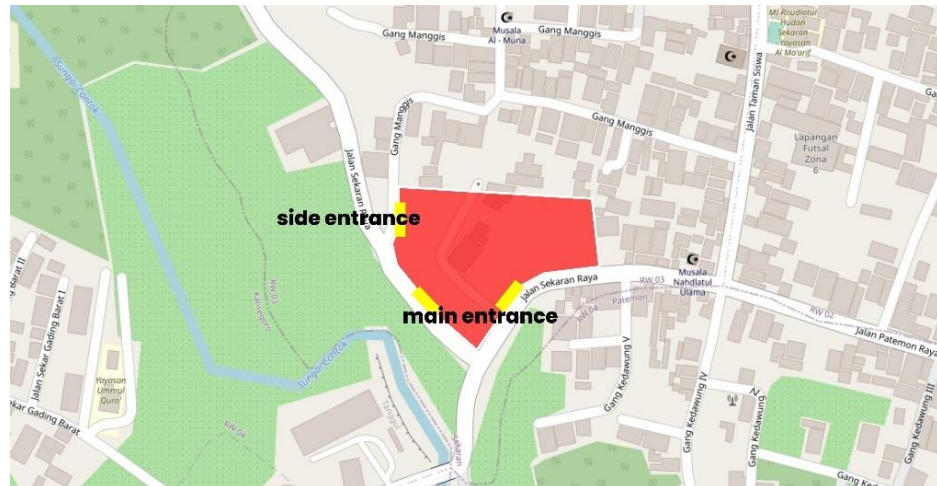 MI Roudlotul
Hudan
Sekaran
-Yayasan
Al Ma'arif
Musala
Al - Muna
Gang Manggis
Gang Manggis
Sungai Contok
Gang Manggis
Gang Manggis
Jalan Taman Siswa
Lapangan
Futsal
Zona
6
Jalan Sekaran Raya
side entrance
main entrance
Jalan Sekaran Raya
RW 03
Patemon
RW 04
Musala
Nahdlatul
Ulama
RW 02
Jalan Patemon Raya
RW 03
Kalisegoro
Jalan Sekar Gading Barat II
Jalan Sekar Gading Barat I
Sungai Contok
Yayasan
Ummul
Quro'
ekar Gading Barat
RW 04
Tanggul
Sekaran
Gang Kedawung V
Gang Kedawung IV
Gang Kedawung
Gang Kedawung III